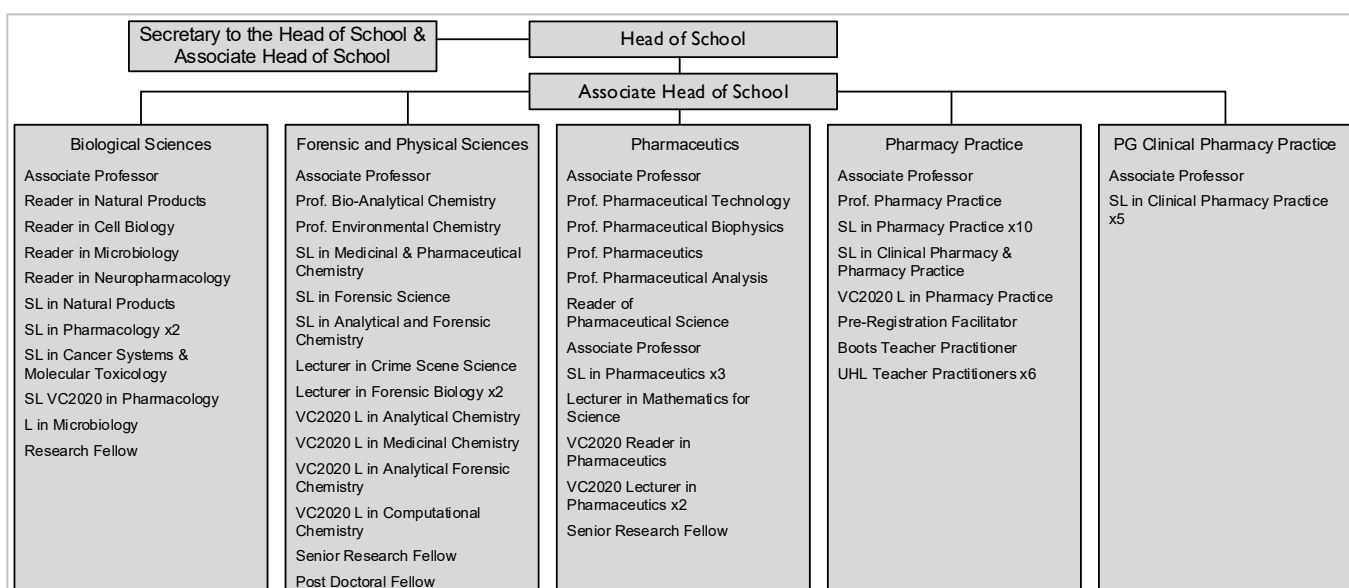 Secretary to the Head of School &
Associate Head of School
Head of School
Associate Head of School
Biological Sciences
Associate Professor
Reader in Natural Products
Reader in Cell Biology
Reader in Microbiology
Reader in Neuropharmacology
SL in Natural Products
SL in Pharmacology x2
SL in Cancer Systems &
Molecular Toxicology
SL VC2020 in Pharmacology
L in Microbiology
Research Fellow
Forensic and Physical Sciences
Associate Professor
Prof. Bio-Analytical Chemistry
Prof. Environmental Chemistry
SL in Medicinal & Pharmaceutical
Chemistry
SL in Forensic Science
SL in Analytical and Forensic
Chemistry
Lecturer in Crime Scene Science
Lecturer in Forensic Biology x2
VC2020 L in Analytical Chemistry
VC2020 L in Medicinal Chemistry
VC2020 L in Analytical Forensic
Chemistry
VC2020 L in Computational
Chemistry
Senior Research Fellow
Post Doctoral Fellow
Pharmaceutics
Associate Professor
Prof. Pharmaceutical Technology
Prof. Pharmaceutical Biophysics
Prof. Pharmaceutics
Prof. Pharmaceutical Analysis
Reader of
Pharmaceutical Science
Associate Professor
SL in Pharmaceutics x3
Lecturer in Mathematics for
Science
VC2020 Reader in
Pharmaceutics
VC2020 Lecturer in
Pharmaceutics x2
Senior Research Fellow
Pharmacy Practice
Associate Professor
Prof. Pharmacy Practice
SL in Pharmacy Practice x10
SL in Clinical Pharmacy &
Pharmacy Practice
VC2020 L in Pharmacy Practice
Pre-Registration Facilitator
Boots Teacher Practitioner
UHL Teacher Practitioners x6
PG Clinical Pharmacy Practice
Associate Professor
SL in Clinical Pharmacy Practice
x5